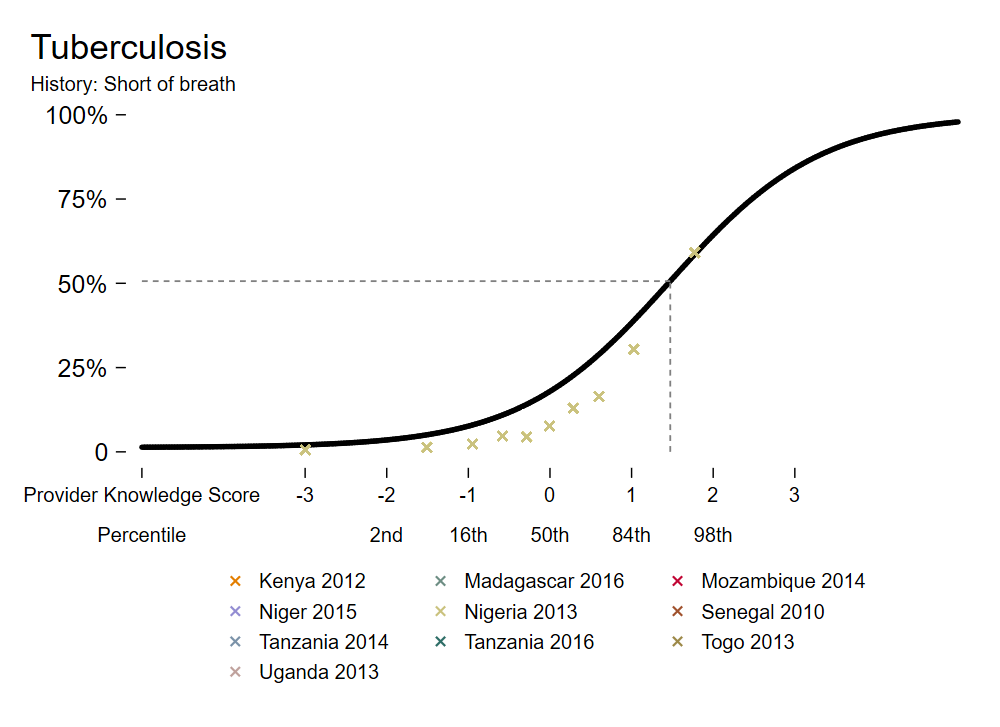 Tuberculosis
History: Short of breath
100%
75%
50%
25%
0
Provider Knowledge Score -3 -2 -1 0 1 2 3
Percentile 2nd 16th 50th 84th 98th
Kenya 2012 Madagascar 2016 Mozambique 2014
Niger 2015 Nigeria 2013 Senegal 2010
Tanzania 2014 Tanzania 2016 Togo 2013
Uganda 2013